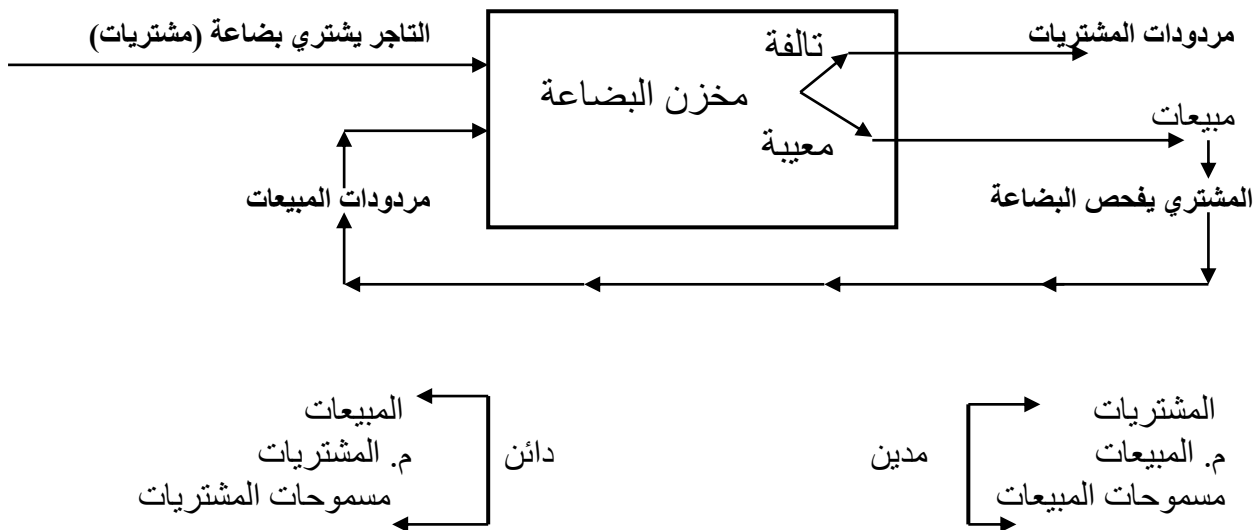 مردودات المشتريات
تالفة
التاجر يشتري بضاعة (مشتريات)
مخزن البضاعة
مبيعات
معيبة
المشتري يفحص البضاعة
مردودات المبيعات
المشتريات
م. المبيعات
مسموحات المبيعات
مدين
دائن
المبيعات
م. المشتريات
مسموحات المشتريات